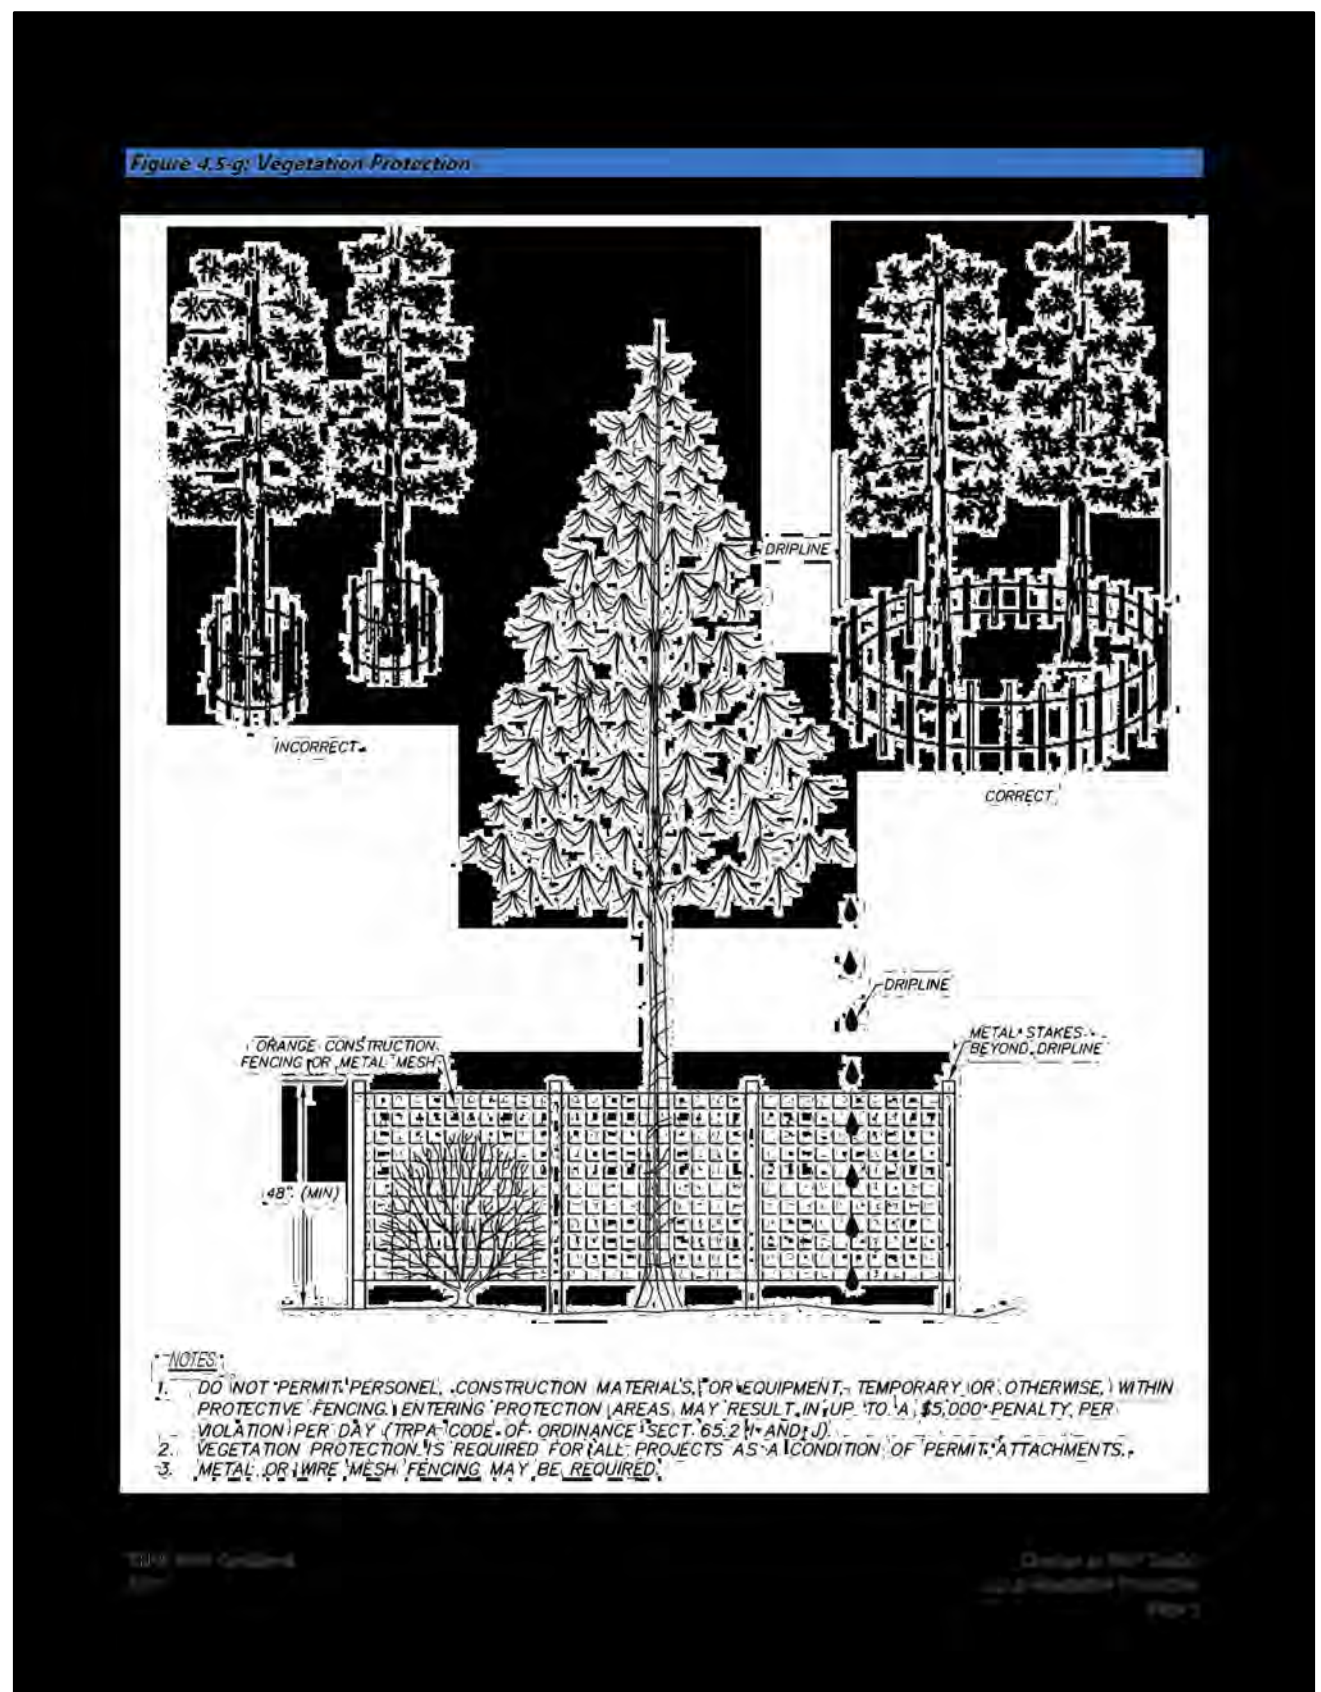 Figure 4.5-g: Vegetation Protection
DRIPLINE
INCORRECT
CORRECT
DRIPLINE
ORANGE CONSTRUCTION
FENCING OR METAL MESH
METAL STAKES
BEYOND DRIPLINE
48" (MIN)
NOTES:
1. DO NOT PERMIT PERSONEL, CONSTRUCTION MATERIALS, OR EQUIPMENT, TEMPORARY OR OTHERWISE, WITHIN
PROTECTIVE FENCING. ENTERING PROTECTION AREAS MAY RESULT IN UP TO A $5,000 PENALTY PER
VIOLATION PER DAY (TRPA CODE OF ORDINANCE SECT. 65.2 I AND J).
2. VEGETATION PROTECTION IS REQUIRED FOR ALL PROJECTS AS A CONDITION OF PERMIT ATTACHMENTS.
3. METAL OR WIRE MESH FENCING MAY BE REQUIRED.